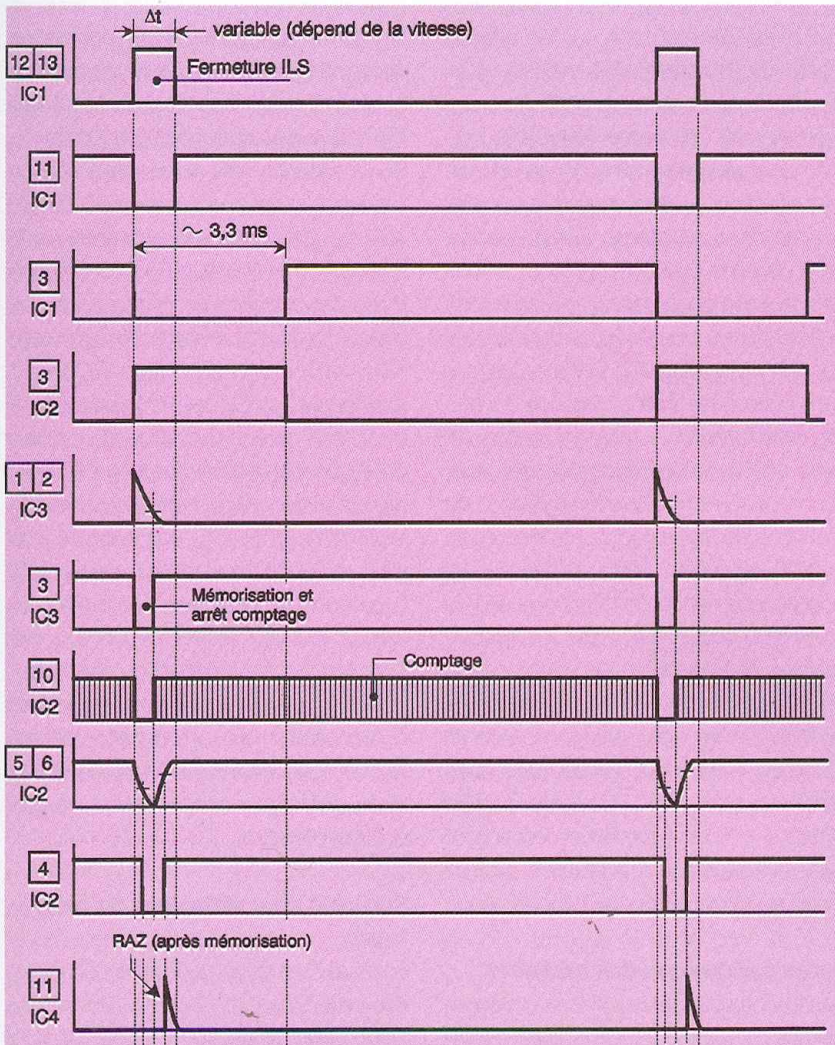 Δt
variable (dépend de la vitesse)
12 13
IC1
Fermeture ILS
11
IC1
~ 3,3 ms
3
IC1
3
IC2
1 2
IC3
3
IC3
Mémorisation et
arrêt comptage
10
IC2
Comptage
5 6
IC2
4
IC2
RAZ (après mémorisation)
11
IC4